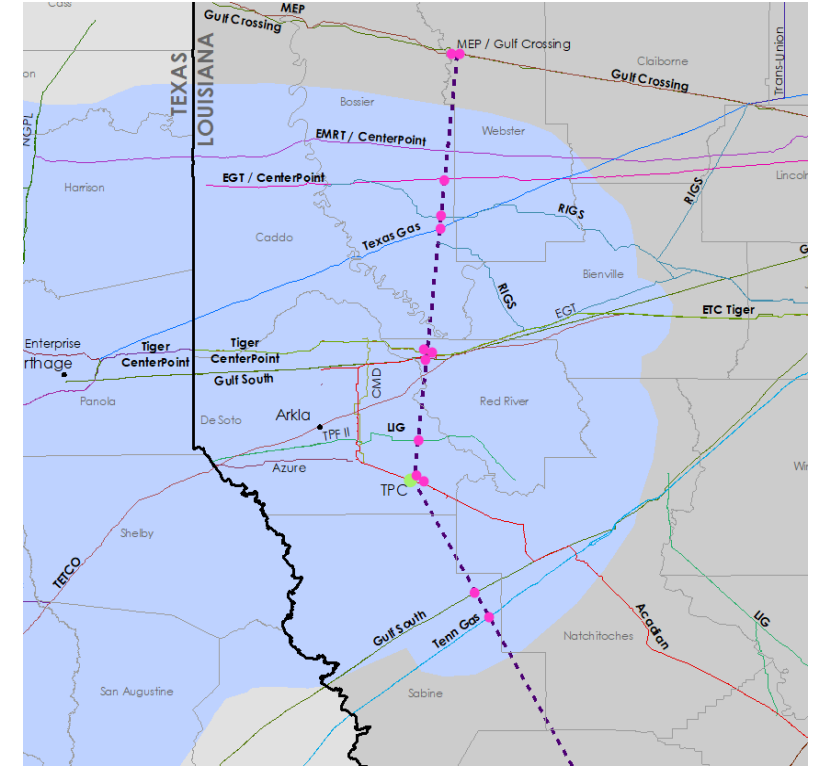 Cass
MEP
Gulf Crossing
MEP / Gulf Crossing
Claiborne
Trans-Union
TEXAS
LOUISIANA
Gulf Crossing
Bossier
NGPL
Webster
EMRT / CenterPoint
Harrison
EGT / CenterPoint
Lincoln
RIGS
RIGS
Caddo
Texas Gas
G
Bienville
RIGS
EGT
ETC Tiger
Enterprise
rthage
Tiger
CenterPoint
Tiger
CenterPoint
Gulf South
CMD
Panola
De Soto
Red River
Arkla
TPF II
LIG
Azure
Wi
TPC
Shelby
TETCO
Gulf South
Tenn Gas
Acadian
LIG
Natchitoches
San Augustine
Sabine